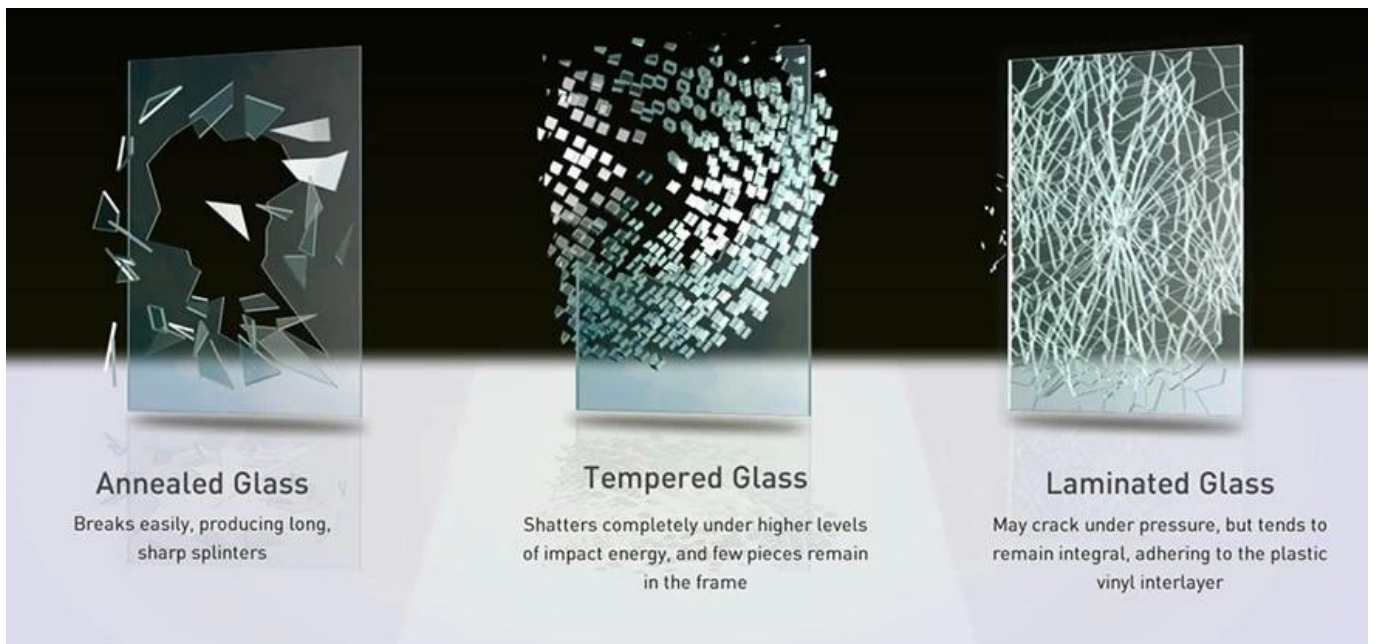 Annealed Glass
Breaks easily, producing long,
sharp splinters
Tempered Glass
Shatters completely under higher levels
of impact energy, and few pieces remain
in the frame
Laminated Glass
May crack under pressure, but tends to
remain integral, adhering to the plastic
vinyl interlayer